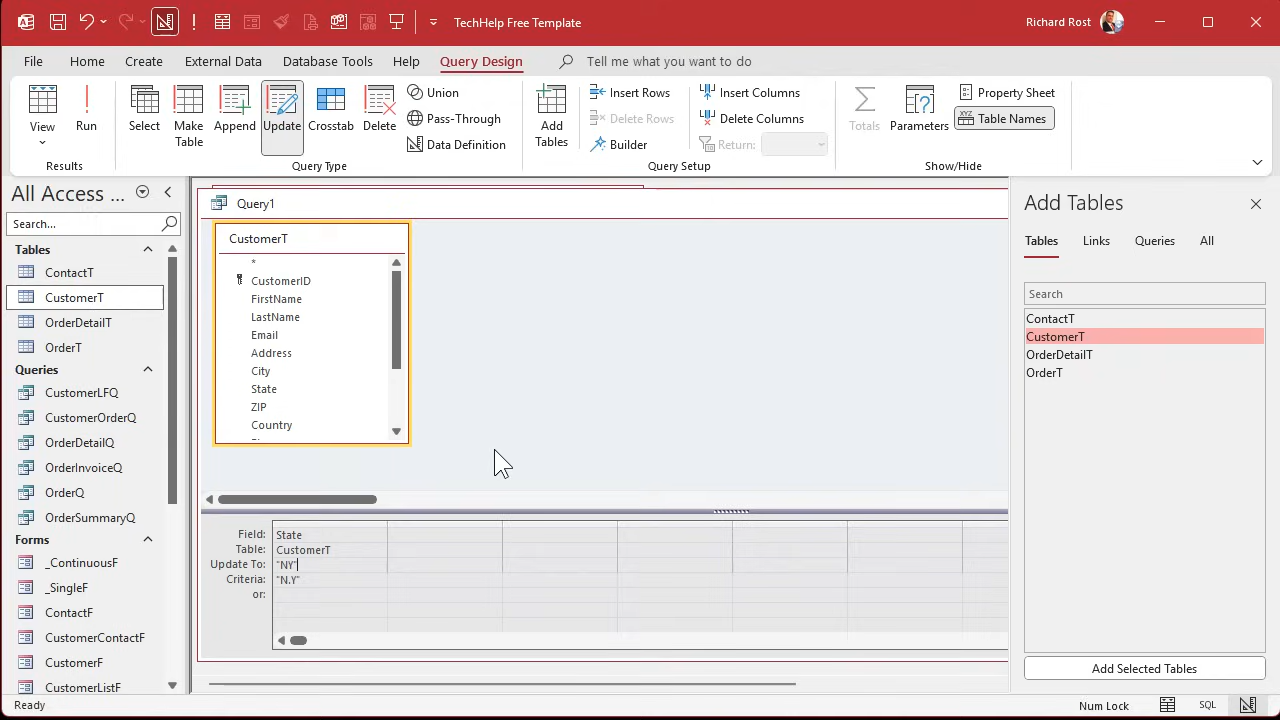 TechHelp Free Template
Richard Rost
File
Home
Create
External Data
Database Tools
Help
Query Design
Tell me what you want to do
View
Run
Results
Select
Make
Table
Append
Update
Crosstab
Delete
Union
Pass-Through
Data Definition
Query Type
Add
Tables
Insert Rows
Delete Rows
Builder
Insert Columns
Delete Columns
Return:
Query Setup
Totals
Parameters
Property Sheet
XYZ
Table Names
Show/Hide
All Access ...
Search...
Tables
ContactT
CustomerT
OrderDetailT
OrderT
Queries
CustomerLFQ
CustomerOrderQ
OrderDetailQ
OrderInvoiceQ
OrderQ
OrderSummaryQ
Forms
_ContinuousF
_SingleF
ContactF
CustomerContactF
CustomerF
CustomerListF
Query1
CustomerT
*
CustomerID
FirstName
LastName
Email
Address
City
State
ZIP
Country
Field: State
Table: CustomerT
Update To: "NY"
Criteria: "N.Y"
or:
Add Tables
Tables
Links
Queries
All
Search
ContactT
CustomerT
OrderDetailT
OrderT
Add Selected Tables
Ready
Num Lock
SQL